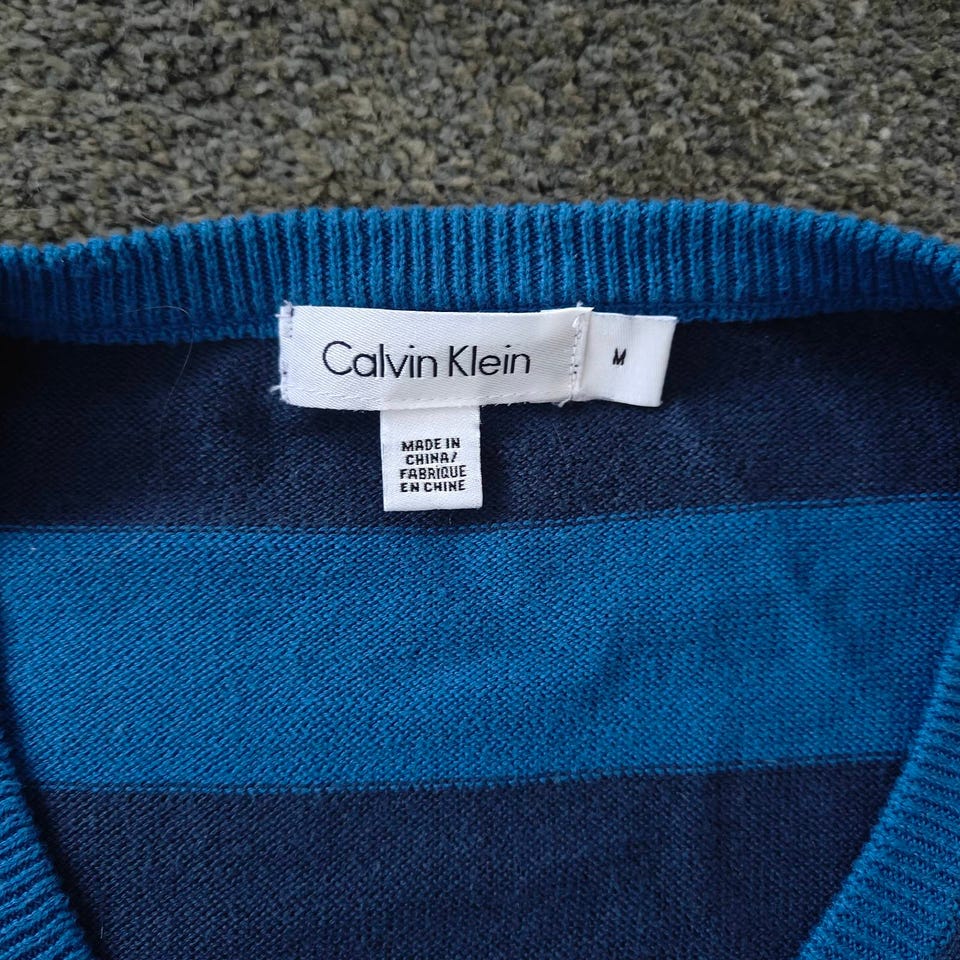 Calvin Klein
M
MADE IN
CHINA/
FABRIQUE
EN CHINE